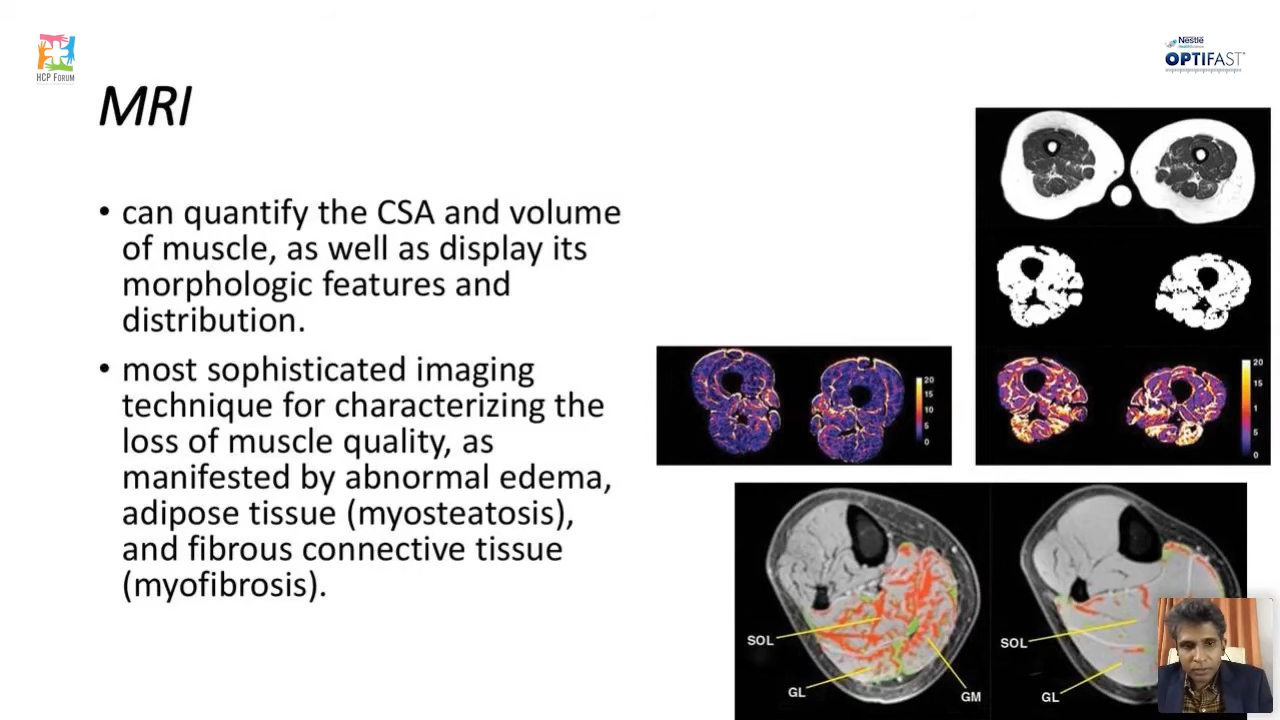 HCP FORUM
Nestlé
HealthScience
OPTIFAST
MRI
• can quantify the CSA and volume
of muscle, as well as display its
morphologic features and
distribution.
• most sophisticated imaging
technique for characterizing the
loss of muscle quality, as
manifested by abnormal edema,
adipose tissue (myosteatosis),
and fibrous connective tissue
(myofibrosis).
20
15
10
5
0
20
15
1
5
0
SOL
GL
GM
SOL
GL